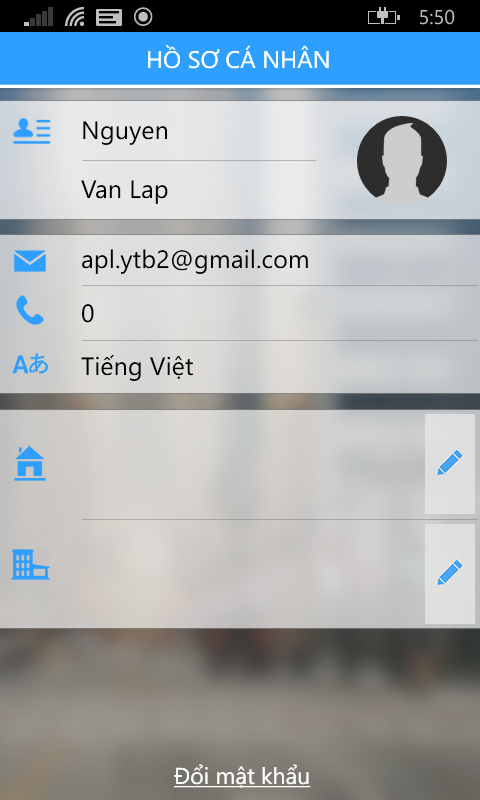 5:50
HỒ SƠ CÁ NHÂN
Nguyen
Van Lap
apl.ytb2@gmail.com
0
Aあ
Tiếng Việt
Đổi mật khẩu